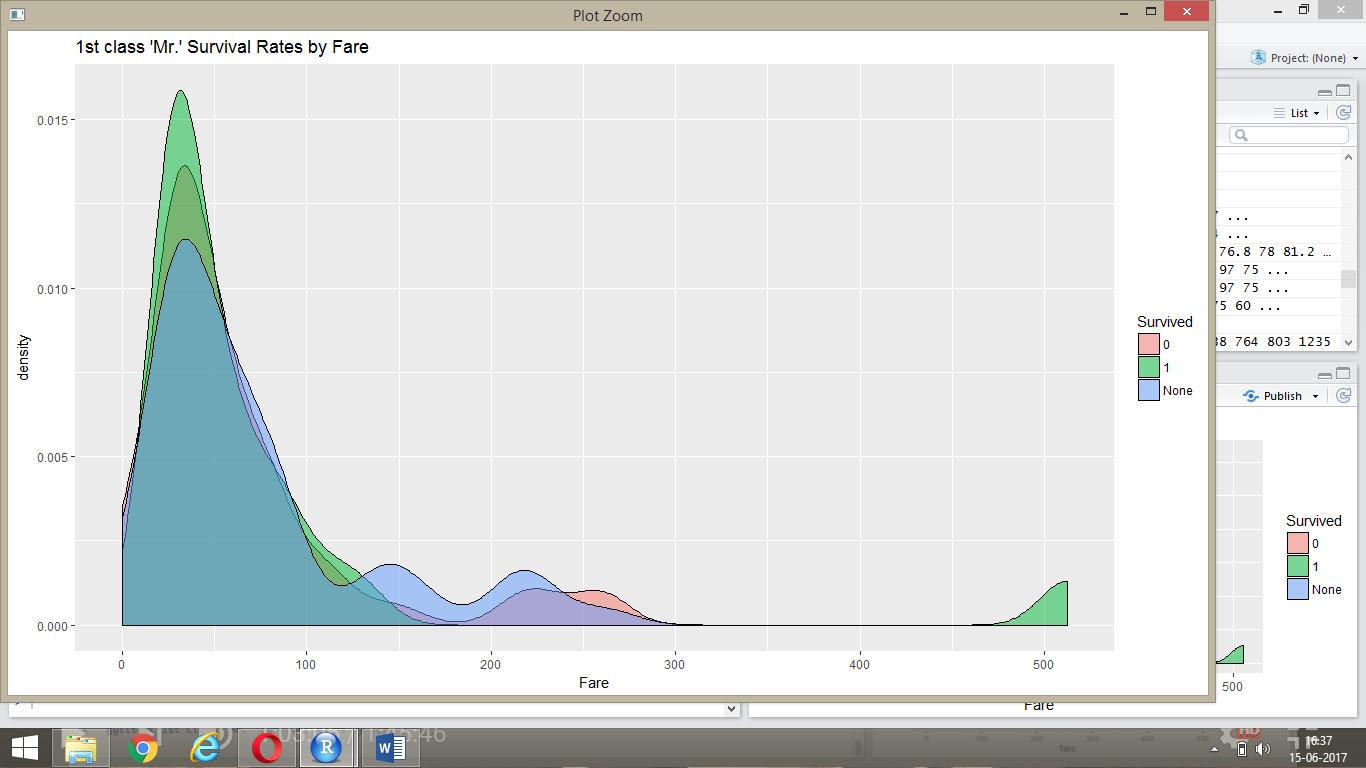 Plot Zoom
1st class 'Mr.' Survival Rates by Fare
0.015
0.010
0.005
0.000
density
0
100
200
300
400
500
Fare
Survived
0
1
None
Project: (None)
List
...
...
76.8 78 81.2 …
97 75 ...
97 75 ...
75 60 ...
38 764 803 1235
Publish
Survived
0
1
None
500
Fare
HD
16:37
15-06-2017